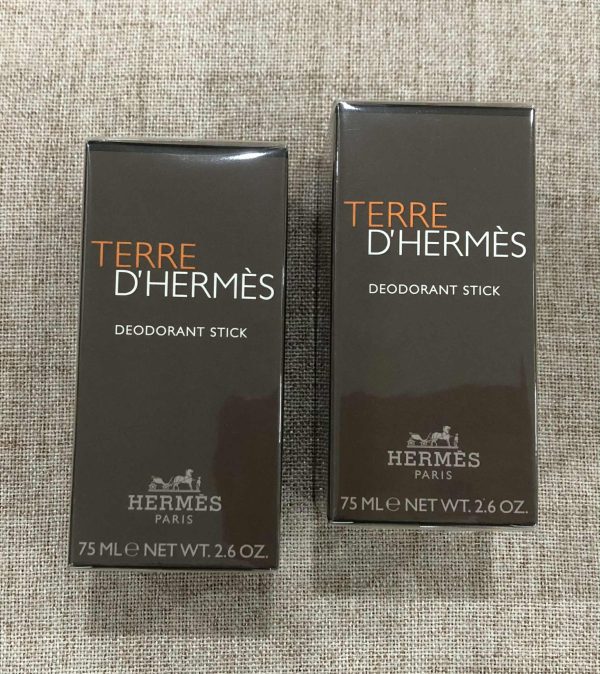 TERRE
D'HERMÈS
DEODORANT STICK
HERMÈS
PARIS
75 ML e NET WT. 2.6 OZ.
TERRE
D'HERMÈS
DEODORANT STICK
HERMÈS
PARIS
75 ML e NET WT. 2.6 OZ.